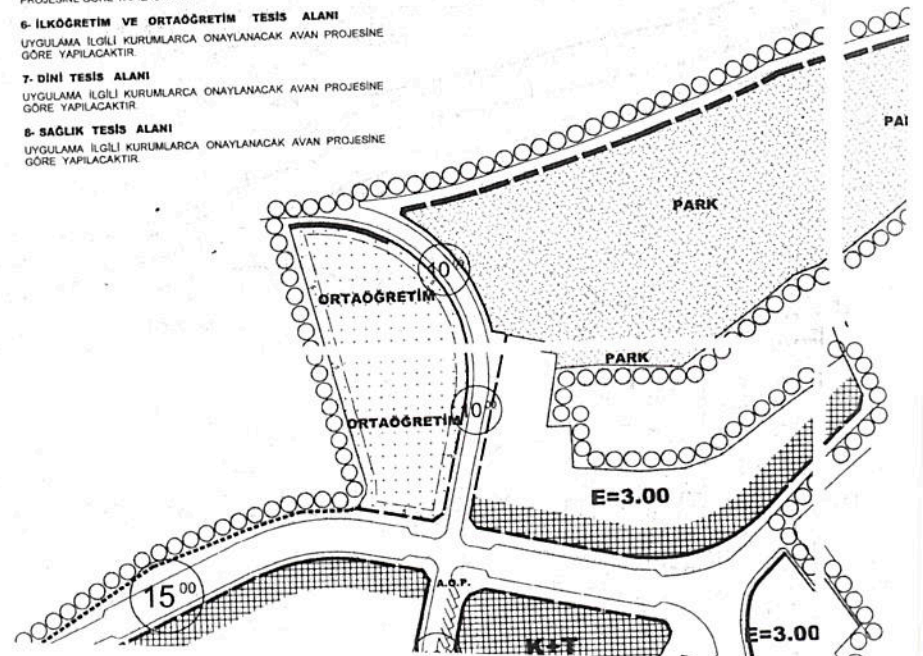 6- İLKÖĞRETİM VE ORTAÖĞRETİM TESİS ALANI
UYGULAMA İLGİLİ KURUMLARCA ONAYLANACAK AVAN PROJESİNE
GÖRE YAPILACAKTIR.
7- DİNİ TESİS ALANI
UYGULAMA İLGİLİ KURUMLARCA ONAYLANACAK AVAN PROJESİNE
GÖRE YAPILACAKTIR.
8- SAĞLIK TESİS ALANI
UYGULAMA İLGİLİ KURUMLARCA ONAYLANACAK AVAN PROJESİNE
GÖRE YAPILACAKTIR.
PARK
10
ORTAÖĞRETİM
PARK
10
ORTAÖĞRETİM
E=3.00
A.O.P.
15 00
K+T
E=3.00